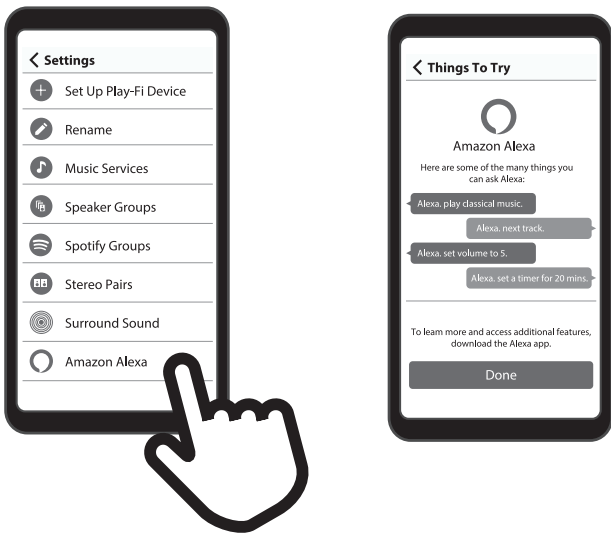 Settings
Set Up Play-Fi Device
Rename
Music Services
Speaker Groups
Spotify Groups
Stereo Pairs
Surround Sound
Amazon Alexa
Things To Try
Amazon Alexa
Here are some of the many things you
can ask Alexa:
Alexa. play classical music.
Alexa. next track.
Alexa. set volume to 5.
Alexa. set a timer for 20 mins.
To learn more and access additional features,
download the Alexa app.
Done